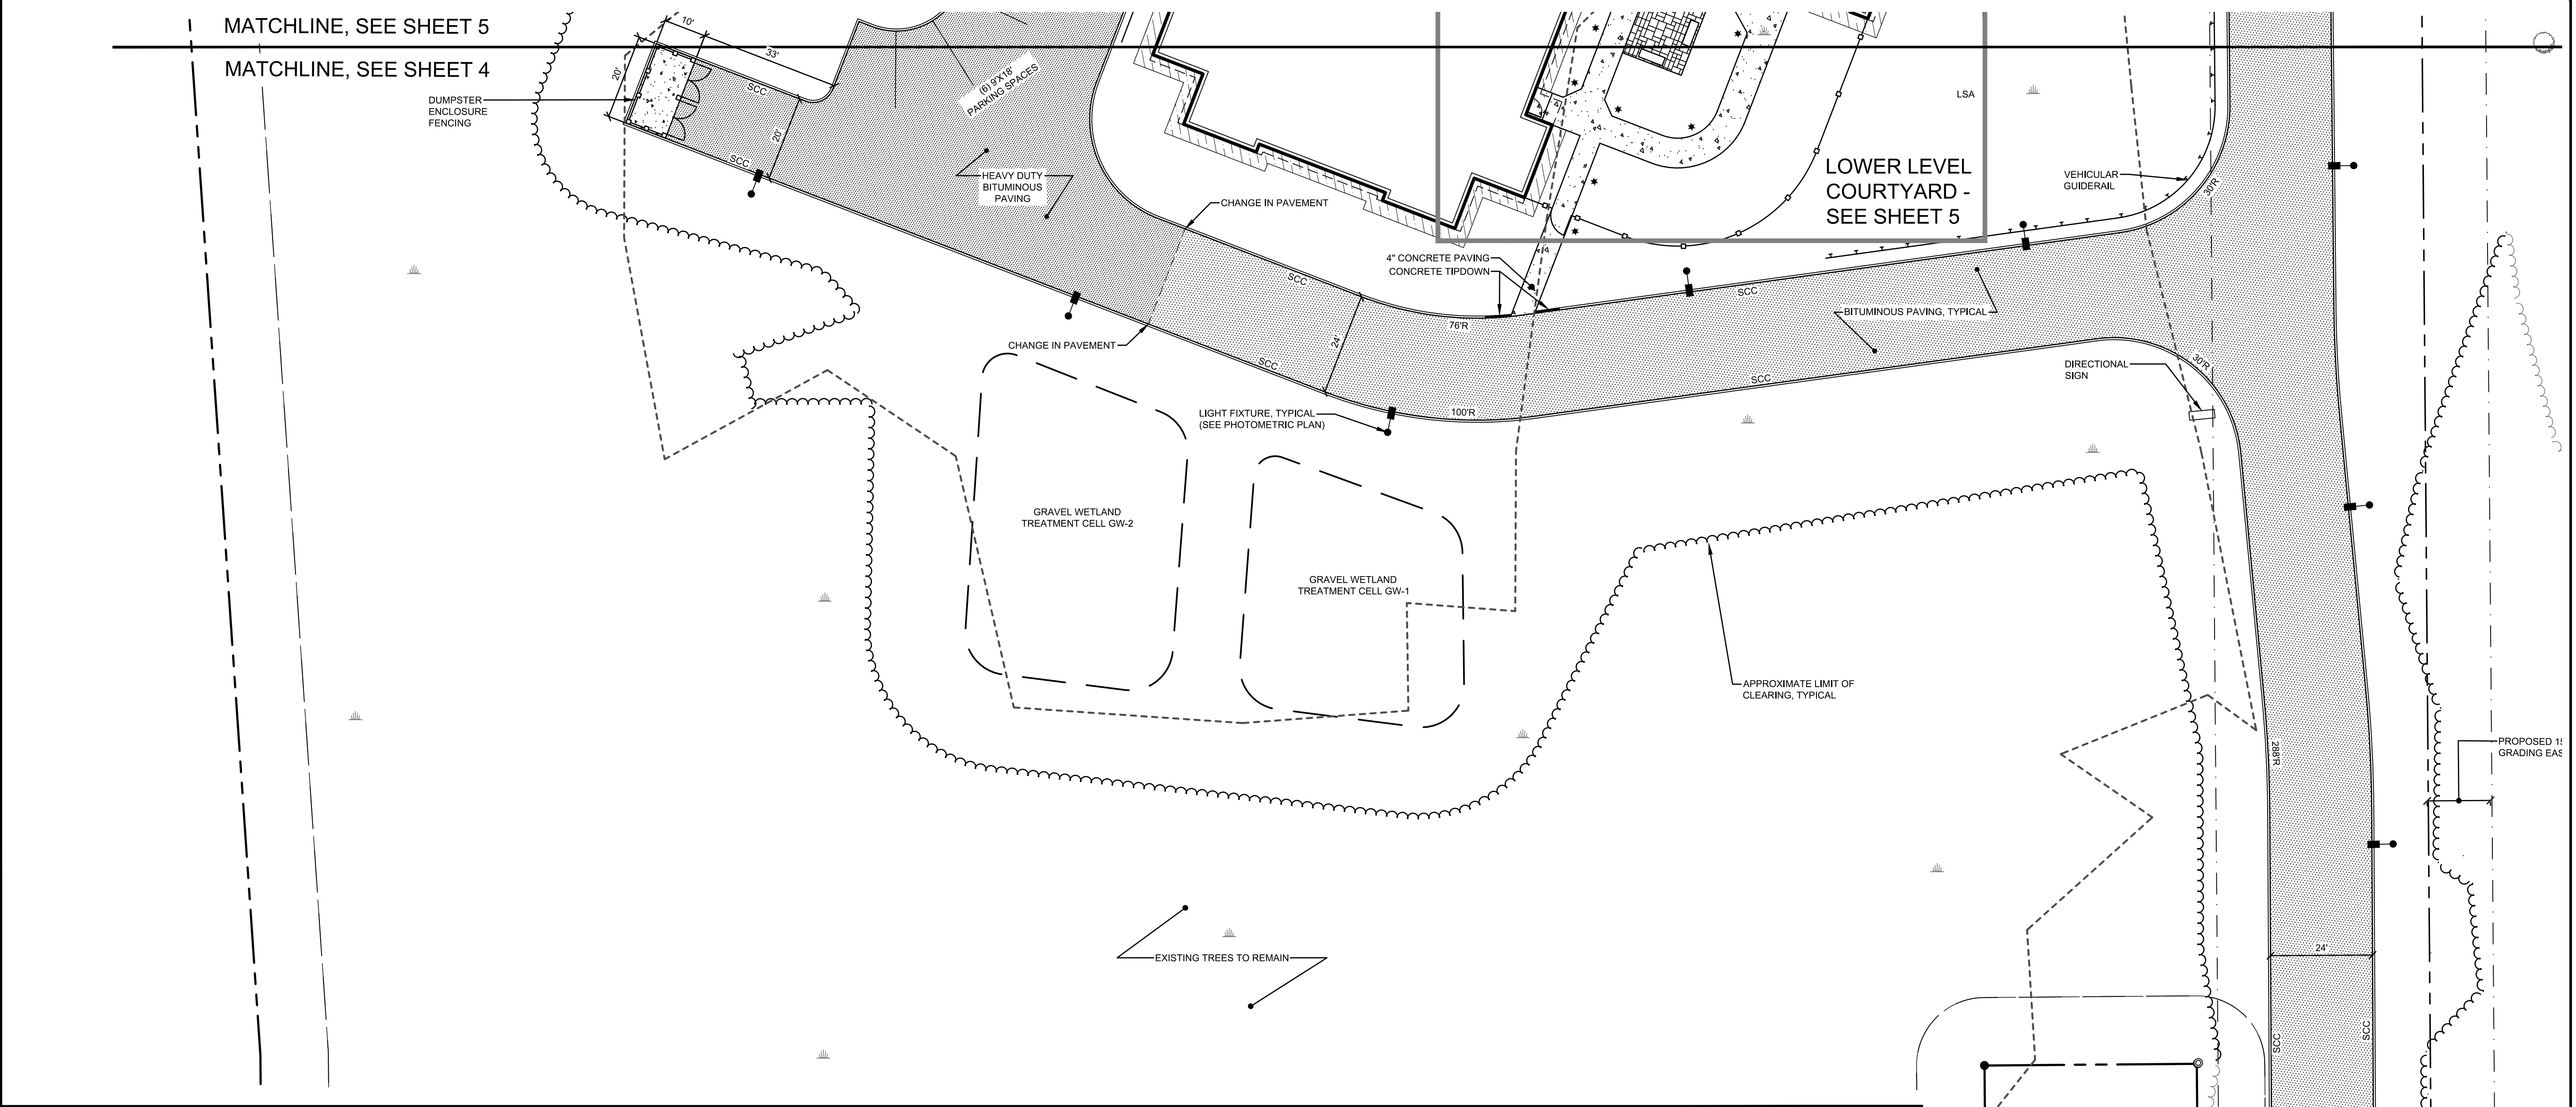 MATCHLINE, SEE SHEET 5
MATCHLINE, SEE SHEET 4
10'
33'
20'
SCC
20'
SCC
DUMPSTER
ENCLOSURE
FENCING
(6) 9'X18'
PARKING SPACES
HEAVY DUTY
BITUMINOUS
PAVING
CHANGE IN PAVEMENT
CHANGE IN PAVEMENT
LSA
LOWER LEVEL
COURTYARD -
SEE SHEET 5
VEHICULAR
GUIDERAIL
30'R
4" CONCRETE PAVING
CONCRETE TIPDOWN
SCC
SCC
76'R
24'
SCC
BITUMINOUS PAVING, TYPICAL
SCC
100'R
30'R
DIRECTIONAL
SIGN
LIGHT FIXTURE, TYPICAL
(SEE PHOTOMETRIC PLAN)
GRAVEL WETLAND
TREATMENT CELL GW-2
GRAVEL WETLAND
TREATMENT CELL GW-1
APPROXIMATE LIMIT OF
CLEARING, TYPICAL
288'R
PROPOSED
GRADING
EXISTING TREES TO REMAIN
24'
SCC
SCC